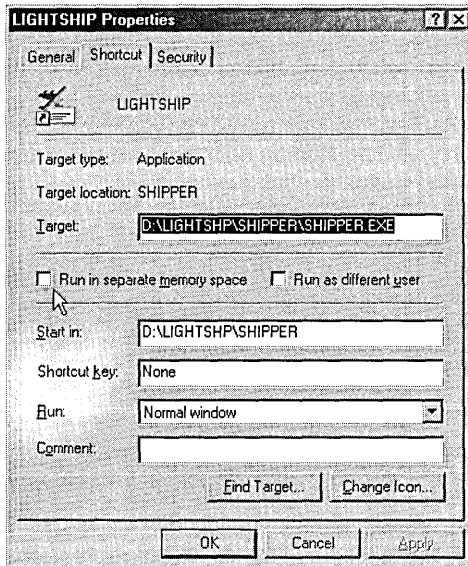 LIGHTSHIP Properties
General Shortcut Security
LIGHTSHIP
Target type: Application
Target location: SHIPPER
Target: D:\LIGHTSHP\SHIPPER\SHIPPER.EXE
Run in separate memory space Run as different user
Start in: D:\LIGHTSHP\SHIPPER
Shortcut key: None
Run: Normal window
Comment:
Find Target... Change Icon...
OK Cancel Apply